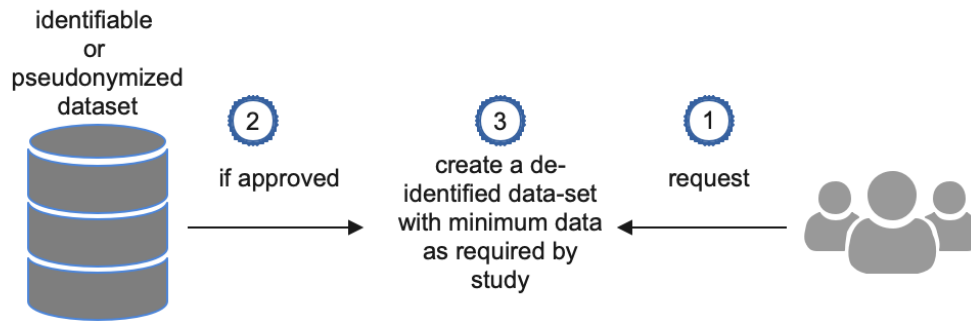 identifiable
or
pseudonymized
dataset
2
if approved
3
create a de-
identified data-set
with minimum data
as required by
study
1
request